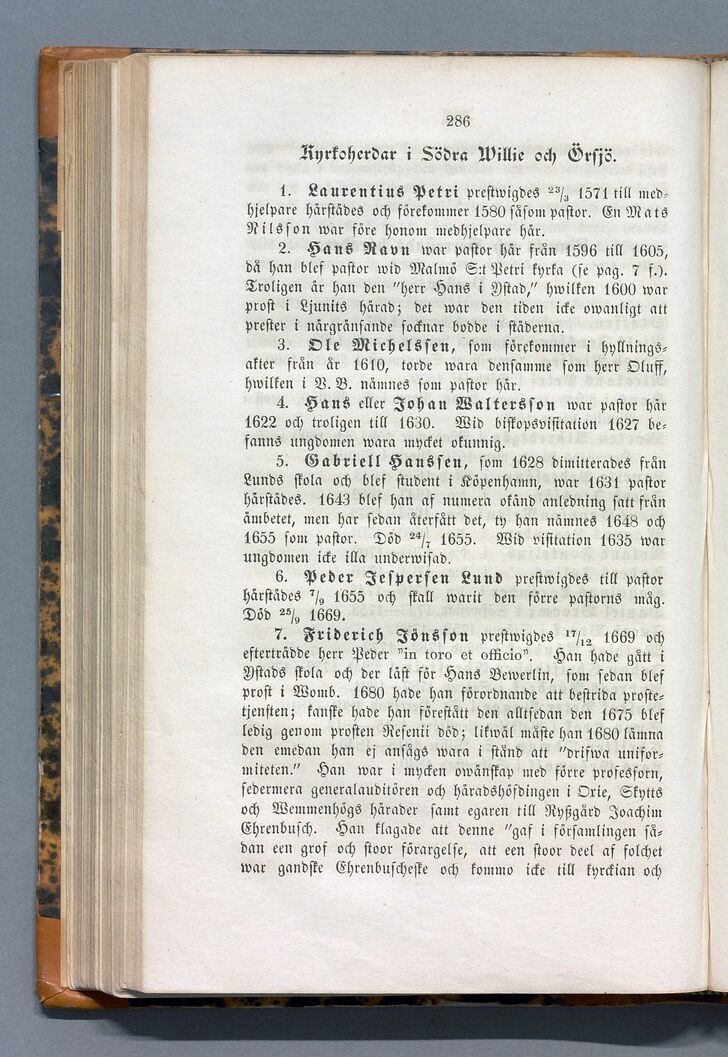 286
Kyrkoherdar i Södra Willie och Örsjö.
1. Laurentius Petri prestwigdes 23/3 1571 till med-
hjelpare härstädes och förekommer 1580 såsom pastor. En Mats
Nilsson war före honom medhjelpare här.
2. Hans Ravn war pastor här från 1596 till 1605,
då han blef pastor wid Malmö S:t Petri kyrka (se pag. 7 f.).
Troligen är han den "herr Hans i Ystad," hwilken 1600 war
prost i Ljunits härad; det war den tiden icke owanligt att
prester i närgränsande socknar bodde i städerna.
3. Ole Michelssen, som förekommer i hyllnings-
akter från år 1610, torde wara densamme som herr Oluff,
hwilken i V. B. nämnes som pastor här.
4. Hans eller Johan Waltersson war pastor här
1622 och troligen till 1630. Wid biskopsvisitation 1627 be-
fanns ungdomen wara mycket okunnig.
5. Gabriell Hanssen, som 1628 dimitterades från
Lunds skola och blef student i Köpenhamn, war 1631 pastor
härstädes. 1643 blef han af numera okänd anledning satt från
ämbetet, men har sedan återfått det, ty han nämnes 1648 och
1655 som pastor. Död 24/7 1655. Wid visitation 1635 war
ungdomen icke illa underwisad.
6. Peder Jespersen Lund prestwigdes till pastor
härstädes 7/9 1655 och skall warit den förre pastorns måg.
Död 25/9 1669.
7. Friderich Jönsson prestwigdes 17/12 1669 och
efterträdde herr Peder "in toro et officio". Han hade gått i
Ystads skola och der läst för Hans Bewerlin, som sedan blef
prost i Womb. 1680 hade han förordnande att bestrida proste-
tjensten; kanske hade han förestått den alltsedan den 1675 blef
ledig genom prosten Resenii död; likwäl måste han 1680 lämna
den emedan han ej ansågs wara i stånd att "drifwa unifor-
miteten." Han war i mycken owänskap med förre professorn,
sedermera generalauditören och häradshöfdingen i Oxie, Skytts
och Wemmenhögs härader samt egaren till Ryßgård Joachim
Ehrenbusch. Han klagade att denne "gaf i församlingen så-
dan een grof och stoor förargelse, att een stoor deel af folchet
war gandske Ehrenbuscheske och kommo icke till kyrckian och